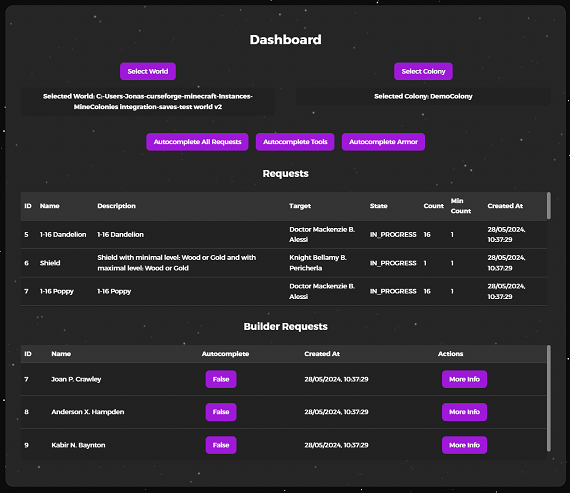 Dashboard
Select World
Select Colony
Selected World: C:-Users-Jonas-curseforge-minecraft-Instances-
MineColonies integration-saves-test world v2
Selected Colony: DemoColony
Autocomplete All Requests
Autocomplete Tools
Autocomplete Armor
Requests
ID Name Description Target State Count Min Count Created At
5 1-16 Dandelion 1-16 Dandelion Doctor Mackenzie B. Alessi IN_PROGRESS 16 1 28/05/2024, 10:37:29
6 Shield Shield with minimal level: Wood or Gold and with maximal level: Wood or Gold Knight Bellamy B. Pericherla IN_PROGRESS 1 1 28/05/2024, 10:37:29
7 1-16 Poppy 1-16 Poppy Doctor Mackenzie B. Alessi IN_PROGRESS 16 1 28/05/2024, 10:37:29
Builder Requests
ID Name Autocomplete Created At Actions
7 Joan P. Crawley False 28/05/2024, 10:37:29 More Info
8 Anderson X. Hampden False 28/05/2024, 10:37:29 More Info
9 Kabir N. Baynton False 28/05/2024, 10:37:29 More Info